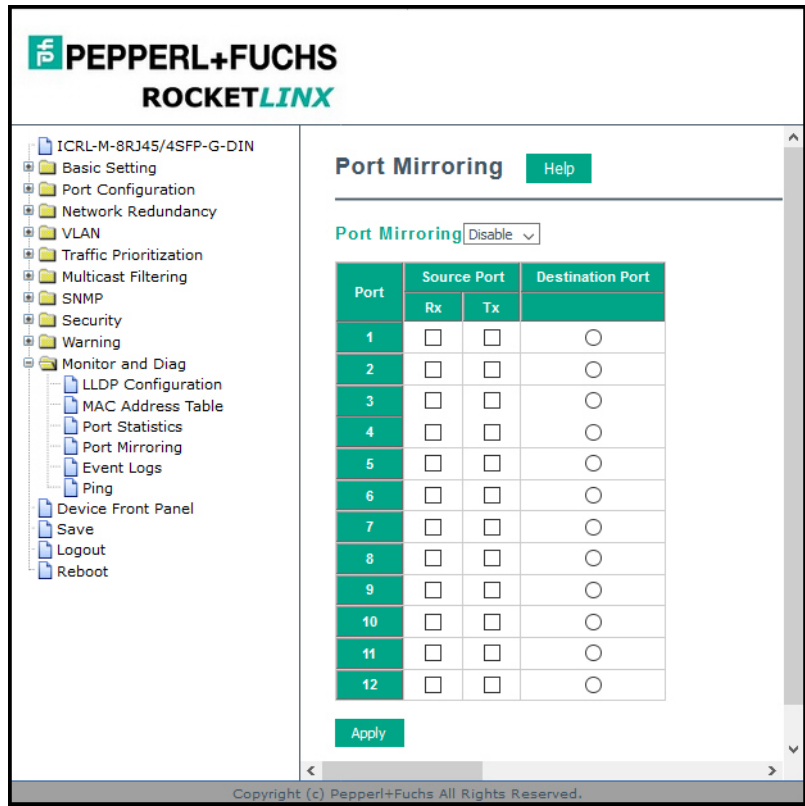 PEPPERL+FUCHS
ROCKETLINX
ICRL-M-8RJ45/4SFP-G-DIN
Basic Setting
Port Configuration
Network Redundancy
VLAN
Traffic Prioritization
Multicast Filtering
SNMP
Security
Warning
Monitor and Diag
LLDP Configuration
MAC Address Table
Port Statistics
Port Mirroring
Event Logs
Ping
Device Front Panel
Save
Logout
Reboot
Port Mirroring Help
Port Mirroring Disable
Port Source Port Destination Port
Rx Tx
1
2
3
4
5
6
7
8
9
10
11
12
Apply
Copyright (c) Pepperl+Fuchs All Rights Reserved.